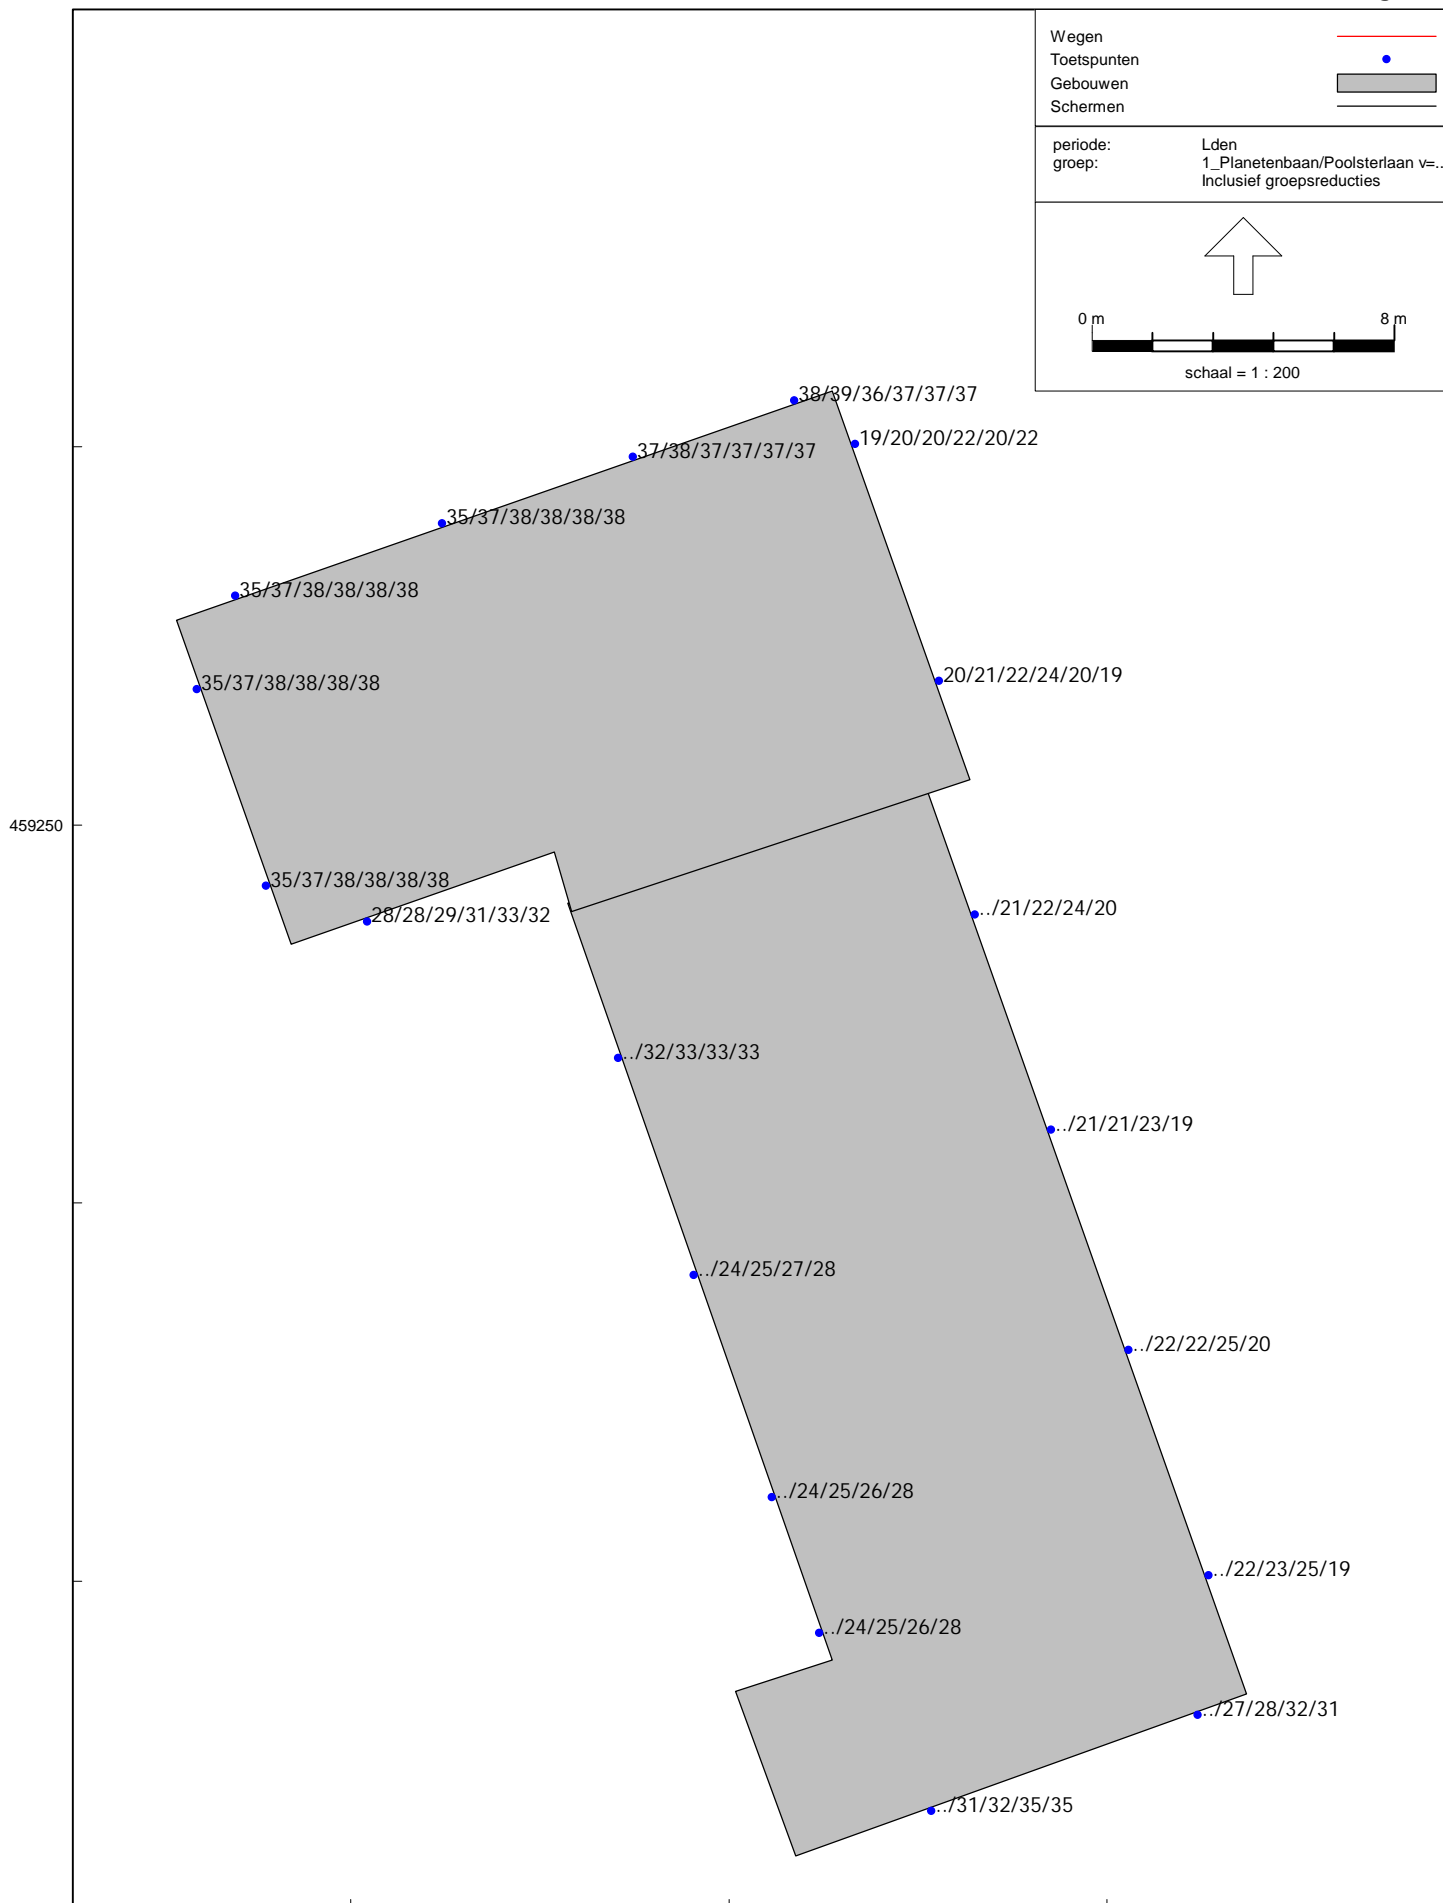 Wegen
Toetspunten
Gebouwen
Schermen
periode: Lden
groep: 1_Planetenbaan/Poolsterlaan v=..
Inclusief groepsreducties
0 m 8 m
schaal = 1 : 200
38/39/36/37/37/37
19/20/20/22/20/22
37/38/37/37/37/37
35/37/38/38/38/38
35/37/38/38/38/38
35/37/38/38/38/38
20/21/22/24/20/19
459250
35/37/38/38/38/38
28/28/29/31/33/32
../21/22/24/20
../32/33/33/33
../21/21/23/19
../24/25/27/28
../22/22/25/20
../24/25/26/28
../22/23/25/19
../24/25/26/28
../27/28/32/31
../31/32/35/35